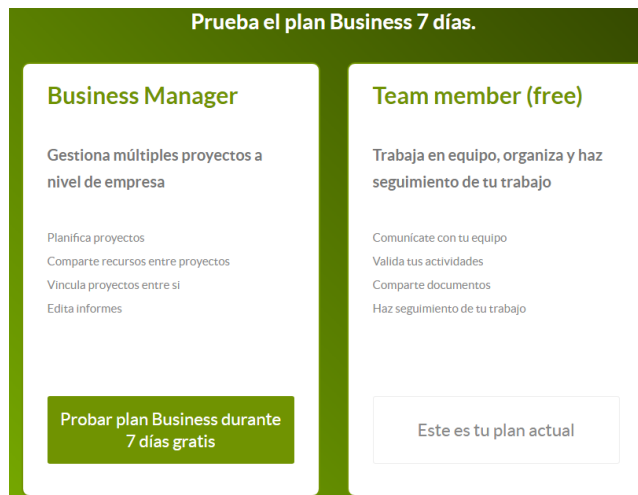 Prueba el plan Business 7 días.
Business Manager
Gestiona múltiples proyectos a
nivel de empresa
Planifica proyectos
Comparte recursos entre proyectos
Vincula proyectos entre si
Edita informes
Probar plan Business durante
7 días gratis
Team member (free)
Trabaja en equipo, organiza y haz
seguimiento de tu trabajo
Comunícate con tu equipo
Valida tus actividades
Comparte documentos
Haz seguimiento de tu trabajo
Este es tu plan actual